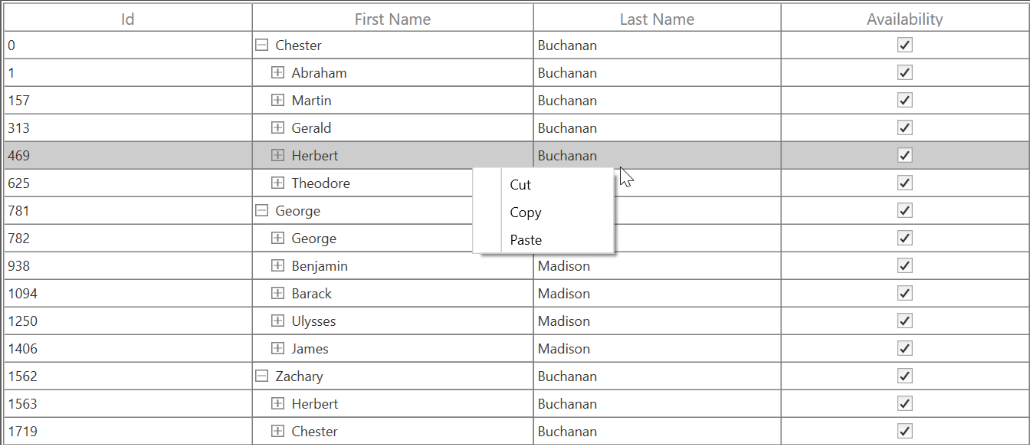 Id First Name Last Name Availability
0 Chester Buchanan
1 Abraham Buchanan
157 Martin Buchanan
313 Gerald Buchanan
469 Herbert Buchanan
625 Theodore
Cut
781 George
Copy
782 George
Paste
938 Benjamin Madison
1094 Barack Madison
1250 Ulysses Madison
1406 James Madison
1562 Zachary Buchanan
1563 Herbert Buchanan
1719 Chester Buchanan